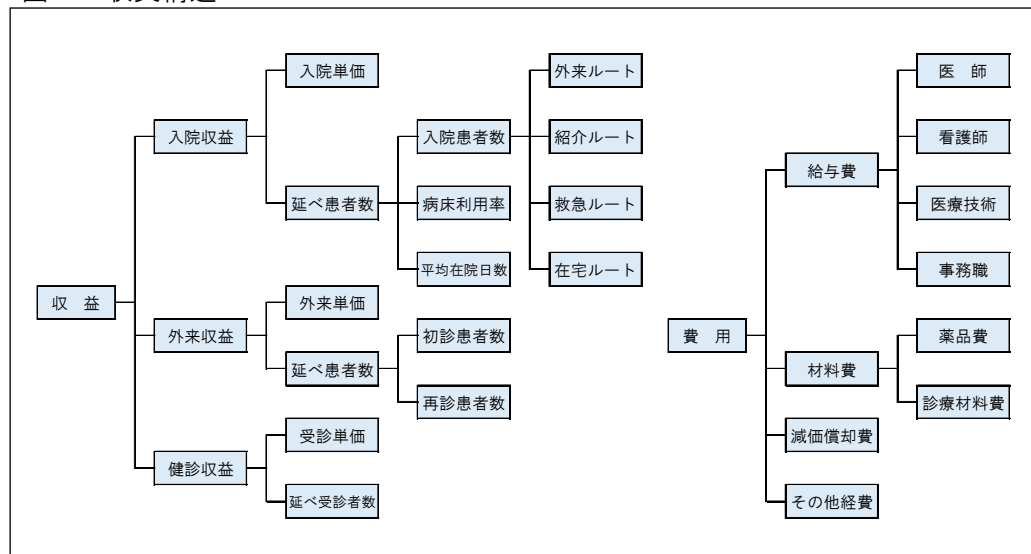 入院単価
外来ルート
医　師
入院収益
入院患者数
紹介ルート
看護師
給与費
延べ患者数
病床利用率
救急ルート
医療技術
平均在院日数
在宅ルート
事務職
収　益
外来単価
外来収益
初診患者数
費　用
薬品費
延べ患者数
材料費
再診患者数
診療材料費
受診単価
減価償却費
健診収益
延べ受診者数
その他経費